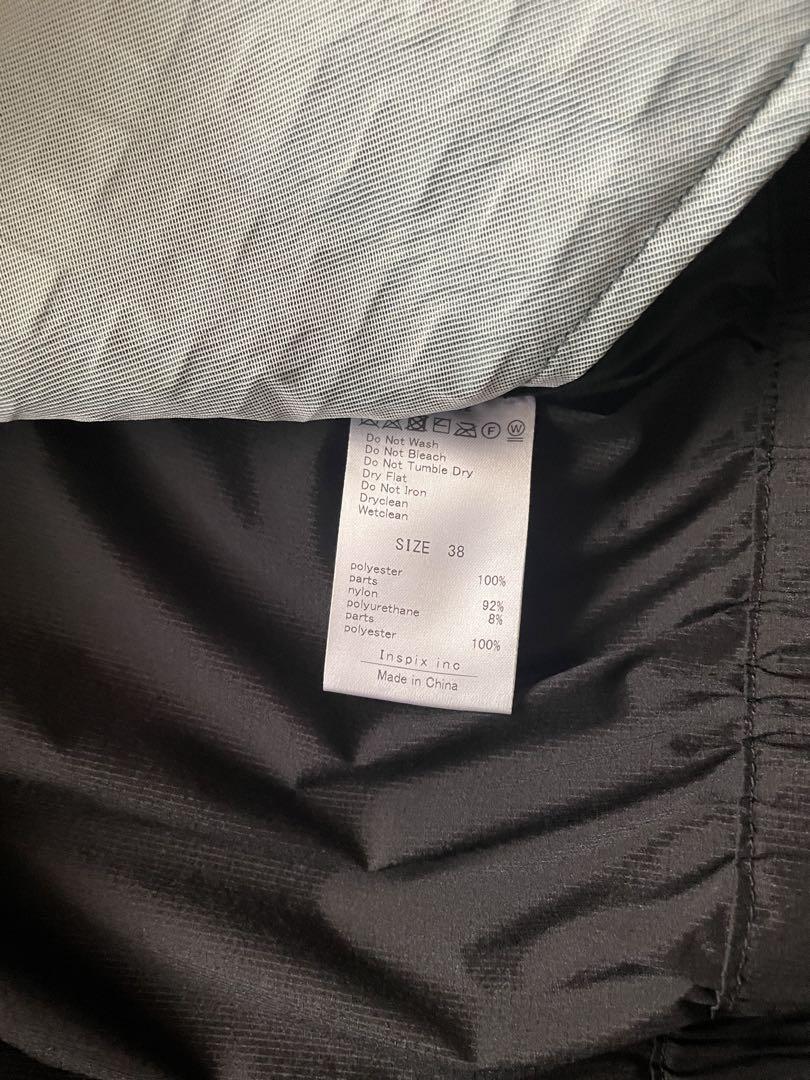 F W
Do Not Wash
Do Not Bleach
Do Not Tumble Dry
Dry Flat
Do Not Iron
Dryclean
Wetclean
SIZE 38
polyester 100%
parts
nylon 92%
polyurethane 8%
parts
polyester 100%
Inspix inc
Made in China